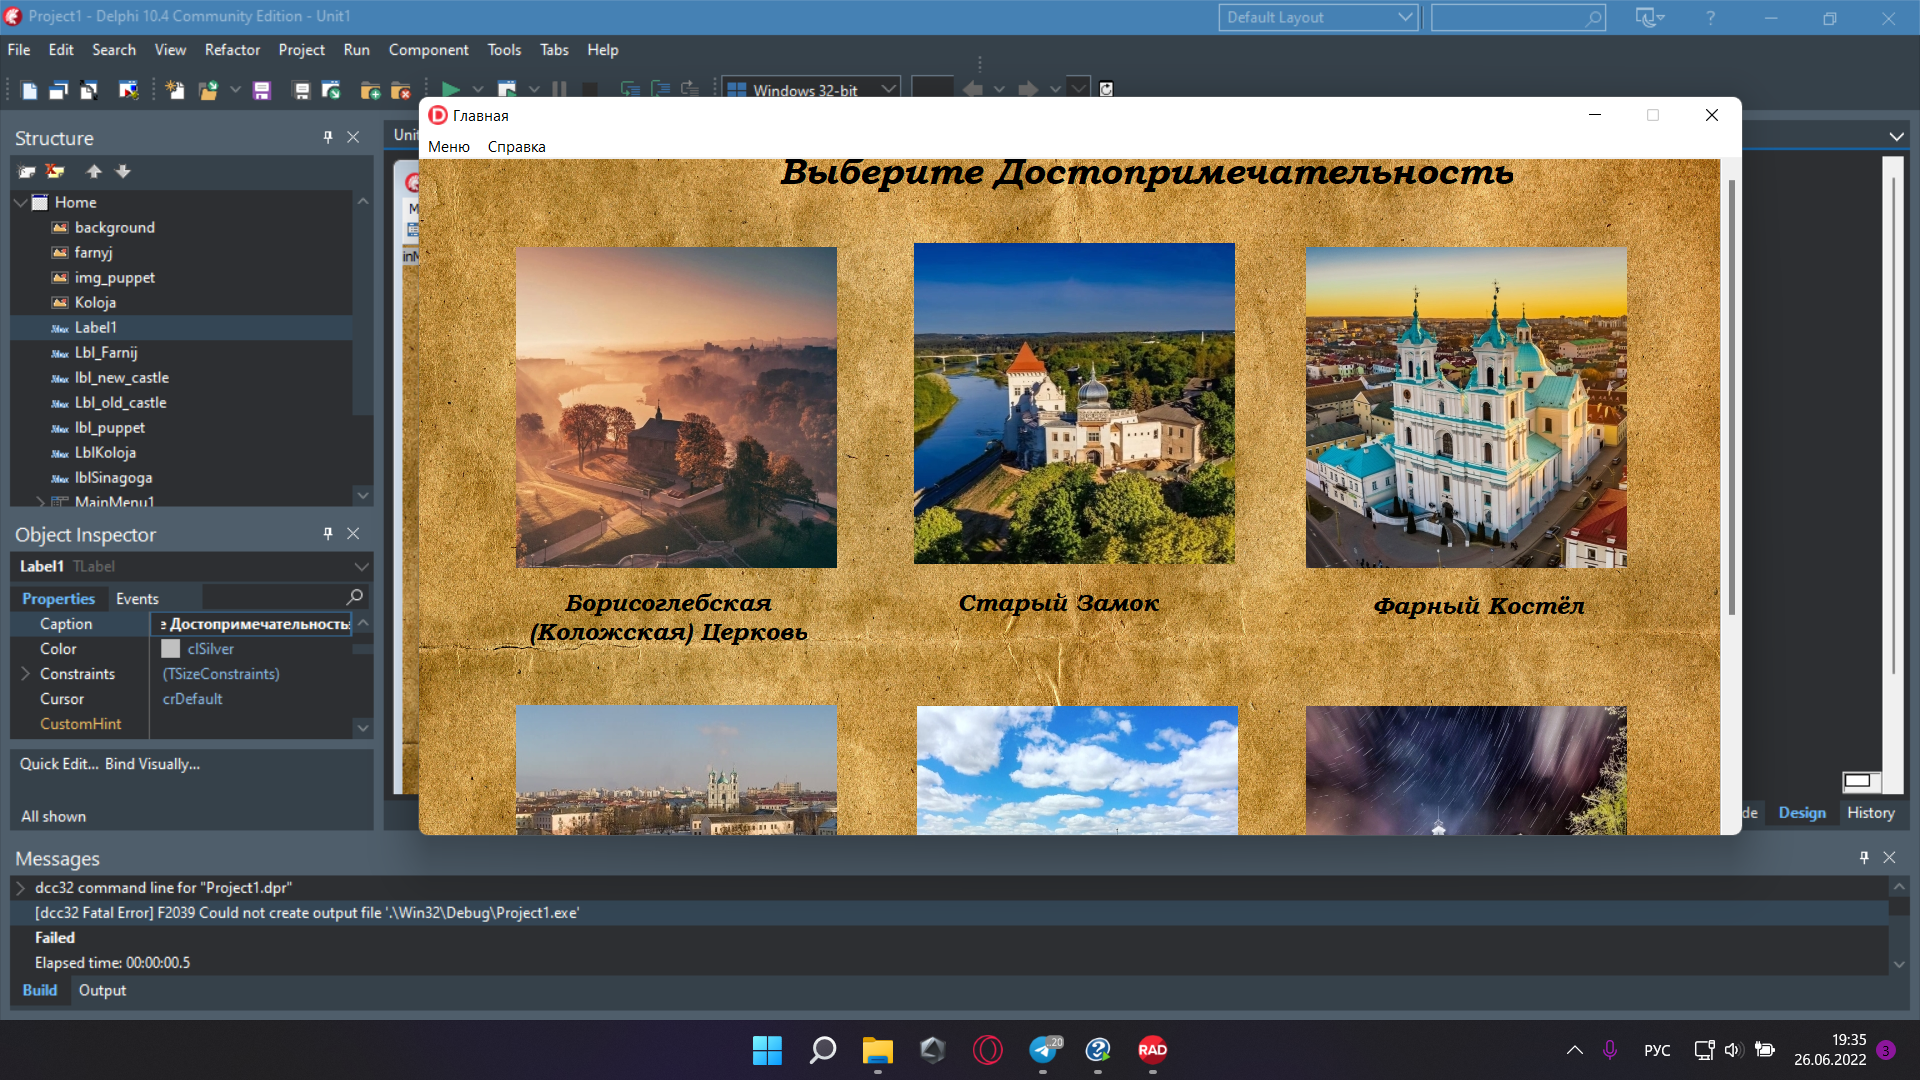 Project1 - Delphi 10.4 Community Edition - Unit1
Default Layout
?
File Edit Search View Refactor Project Run Component Tools Tabs Help
Windows 32-bit
Structure
Главная
Меню Справка
Home
background
farnyj
img_puppet
Koloja
Label1
Lbl_Farnij
lbl_new_castle
Lbl_old_castle
lbl_puppet
LblKoloja
lblSinagoga
MainMenu1
Выберите Достопримечательность
Борисоглебская
(Коложская) Церковь
Старый Замок
Фарный Костёл
Object Inspector
Label1 TLabel
Properties Events
Caption е Достопримечательность
Color clSilver
Constraints (TSizeConstraints)
Cursor crDefault
CustomHint
Quick Edit... Bind Visually...
All shown
de Design History
Messages
dcc32 command line for "Project1.dpr"
[dcc32 Fatal Error] F2039 Could not create output file '.\Win32\Debug\Project1.exe'
Failed
Elapsed time: 00:00:00.5
Build Output
20
RAD
РУС
19:35
26.06.2022
3